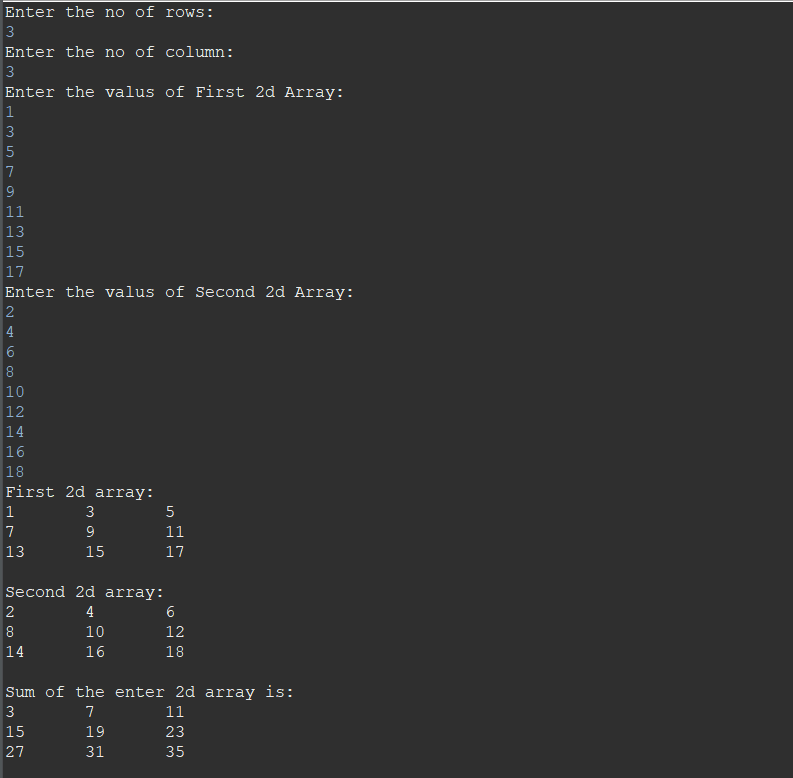 Enter the no of rows:
3
Enter the no of column:
3
Enter the valus of First 2d Array:
1
3
5
7
9
11
13
15
17
Enter the valus of Second 2d Array:
2
4
6
8
10
12
14
16
18
First 2d array:
1 3 5
7 9 11
13 15 17
Second 2d array:
2 4 6
8 10 12
14 16 18
Sum of the enter 2d array is:
3 7 11
15 19 23
27 31 35